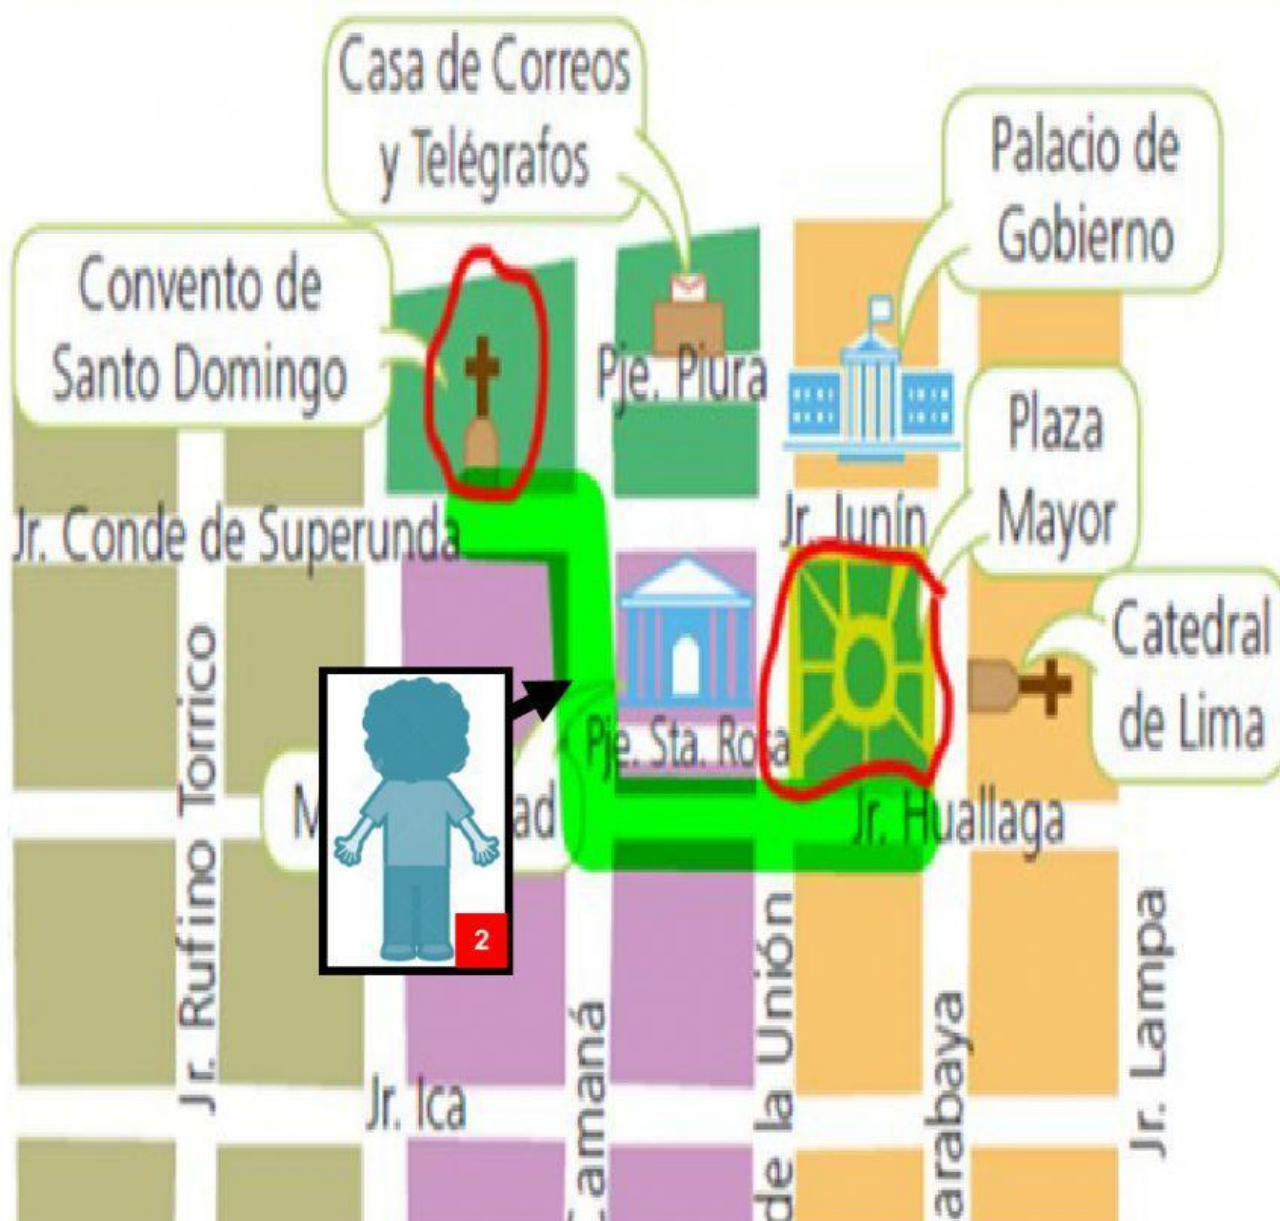 Casa de Correos
y Telégrafos
Palacio de
Gobierno
Convento de
Santo Domingo
Pje. Piura
Plaza
Mayor
Jr. Conde de Superunda
Jr. Junín
Catedral
de Lima
Pje. Sta. Rosa
M
ad
Jr. Huallaga
2
Jr. Rufino Torrico
Jr. Ica
Camaná
de la Unión
arabaya
Jr. Lampa